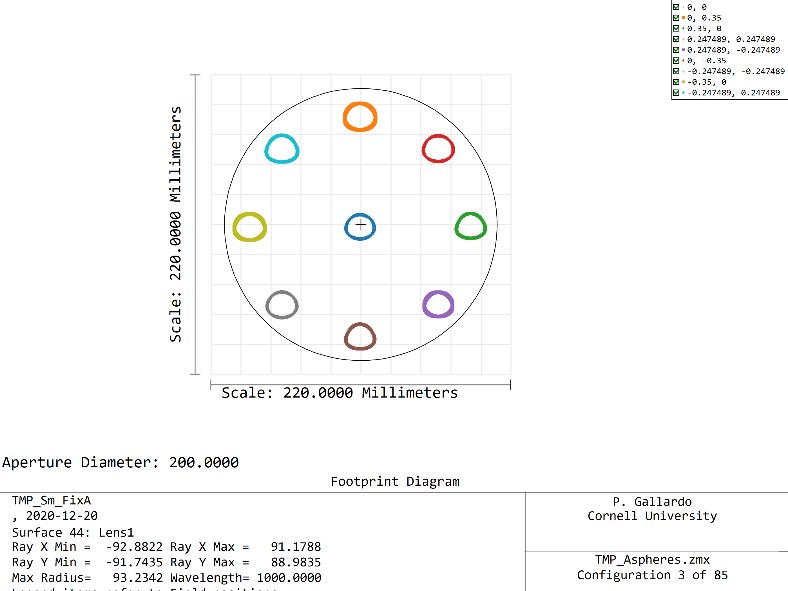 0, 0
0, 0.35
0.35, 0
0.247489, 0.247489
0.247489, -0.247489
0, -0.35
-0.247489, -0.247489
-0.35, 0
-0.247489, 0.247489
Scale: 220.0000 Millimeters
Scale: 220.0000 Millimeters
Aperture Diameter: 200.0000
Footprint Diagram
TMP_Sm_FixA
, 2020-12-20
Surface 44: Lens1
Ray X Min = -92.8822 Ray X Max = 91.1788
Ray Y Min = -91.7435 Ray Y Max = 88.9835
Max Radius= 93.2342 Wavelength= 1000.0000
P. Gallardo
Cornell University
TMP_Aspheres.zmx
Configuration 3 of 85